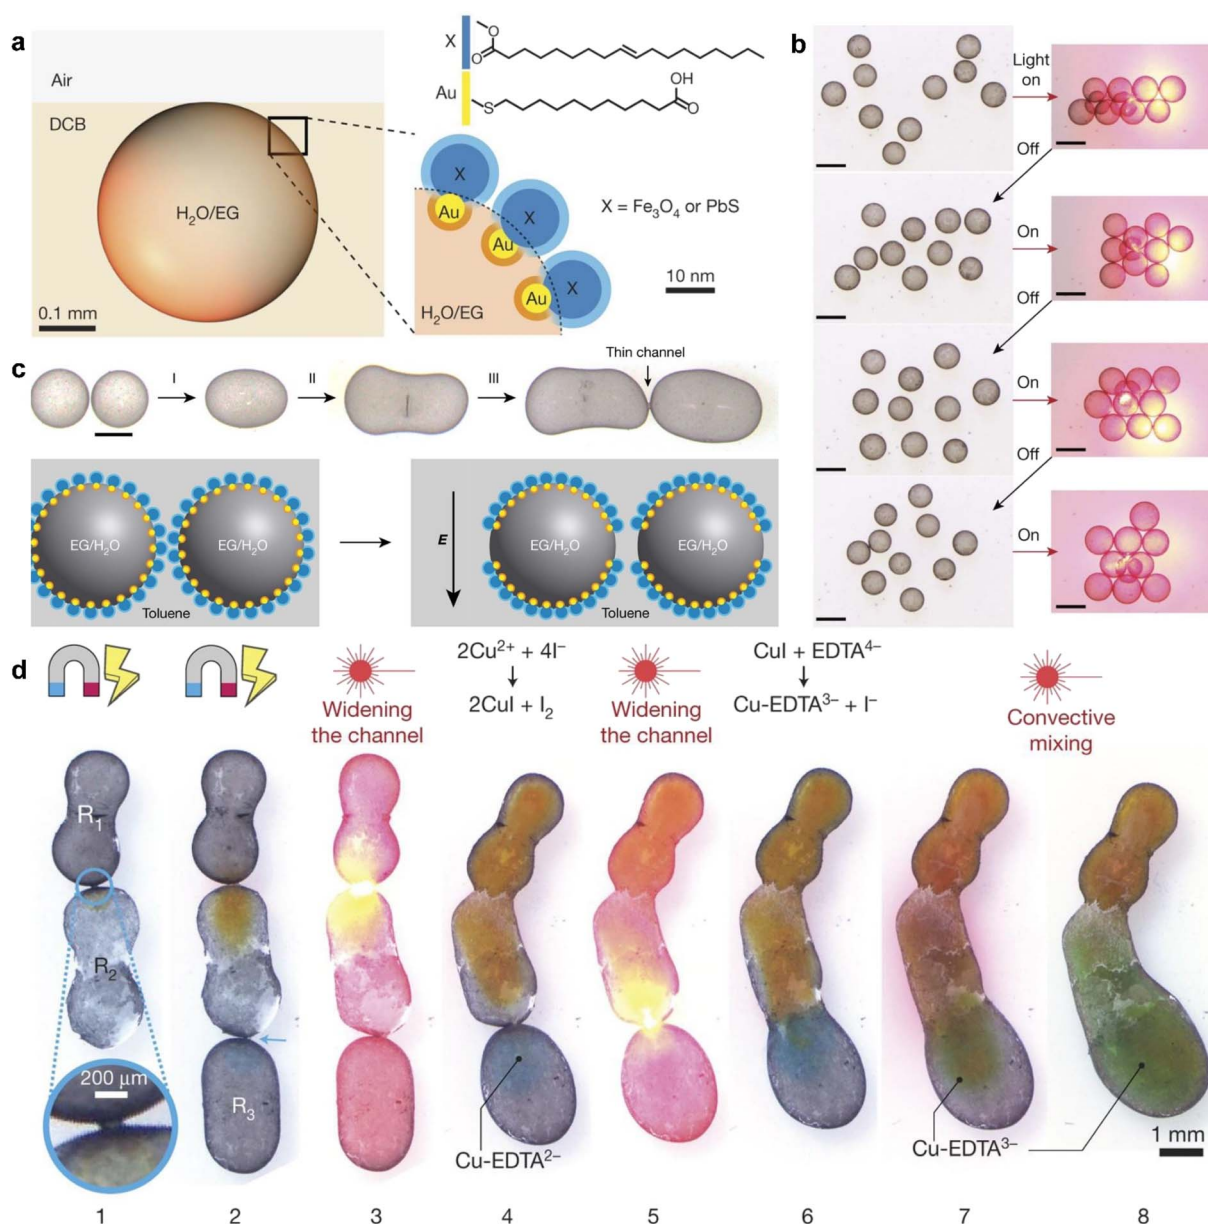 a
Air
DCB
H₂O/EG
0.1 mm
X
O
O
Au
S
OH
O
X
X
X
Au
Au
Au
H₂O/EG
X = Fe₃O₄ or PbS
10 nm
b
Light
on
Off
On
Off
On
Off
On
c
I
II
III
Thin channel
EG/H₂O
EG/H₂O
Toluene
E
EG/H₂O
EG/H₂O
Toluene
d
Widening
the channel
2Cu²⁺ + 4I⁻
2CuI + I₂
Widening
the channel
CuI + EDTA⁴⁻
Cu-EDTA³⁻ + I⁻
Convective
mixing
R₁
R₂
200 µm
R₃
Cu-EDTA²⁻
Cu-EDTA³⁻
1 mm
1
2
3
4
5
6
7
8